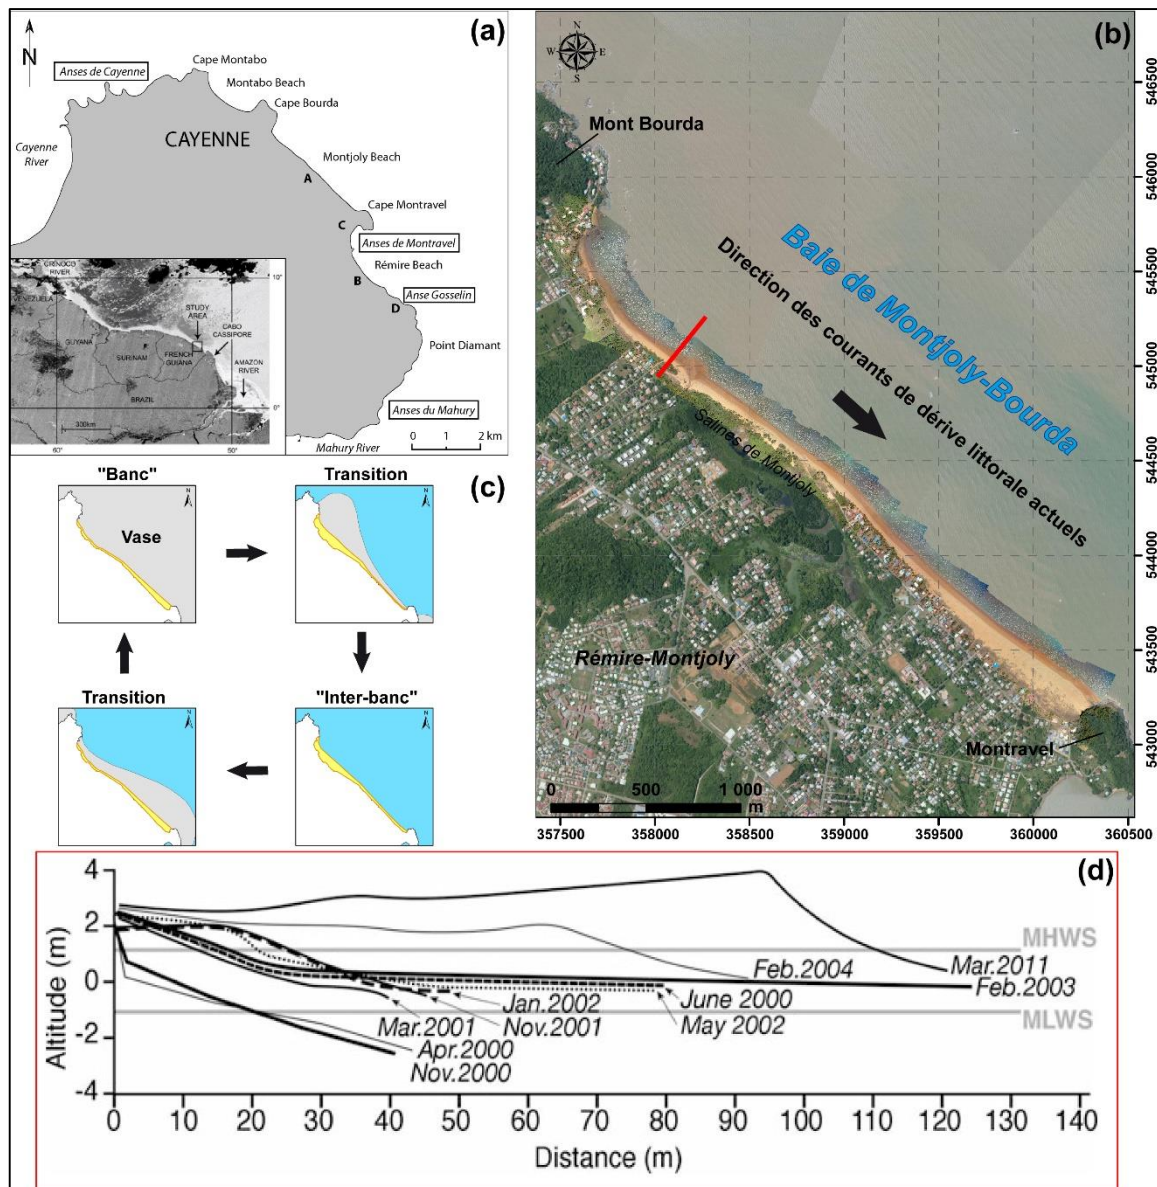 (a)
N
Anses de Cayenne
Cape Montabo
Montabo Beach
Cape Bourda
Cayenne
River
CAYENNE
Montjoly Beach
A
Cape Montravel
C
Anses de Montravel
Rémire Beach
B
Anse Gosselin
D
Point Diamant
Anses du Mahury
Mahury River
0 1 2 km
ORINOCO
RIVER
VENEZUELA
GUYANA
SURINAM
FRENCH
GUIANA
STUDY
AREA
CABO
CASSIPORE
AMAZON
RIVER
BRAZIL
300km
10°
0°
60°
50°
(b)
N
W E
S
Mont Bourda
Baie de Montjoly-Bourda
Direction des courants de dérive littorale actuels
Salines de Montjoly
Rémire-Montjoly
Montravel
0 500 1 000
m
546500
546000
545500
545000
544500
544000
543500
543000
357500 358000 358500 359000 359500 360000 360500
(c)
"Banc"
N
Vase
Transition
N
Transition
N
"Inter-banc"
N
(d)
Altitude (m)
4
2
0
-2
-4
MHWS
MLWS
Feb.2004
Mar.2011
Feb.2003
Jan.2002
June 2000
Mar.2001
Nov.2001
May 2002
Apr.2000
Nov.2000
0 10 20 30 40 50 60 70 80 90 100 110 120 130 140
Distance (m)